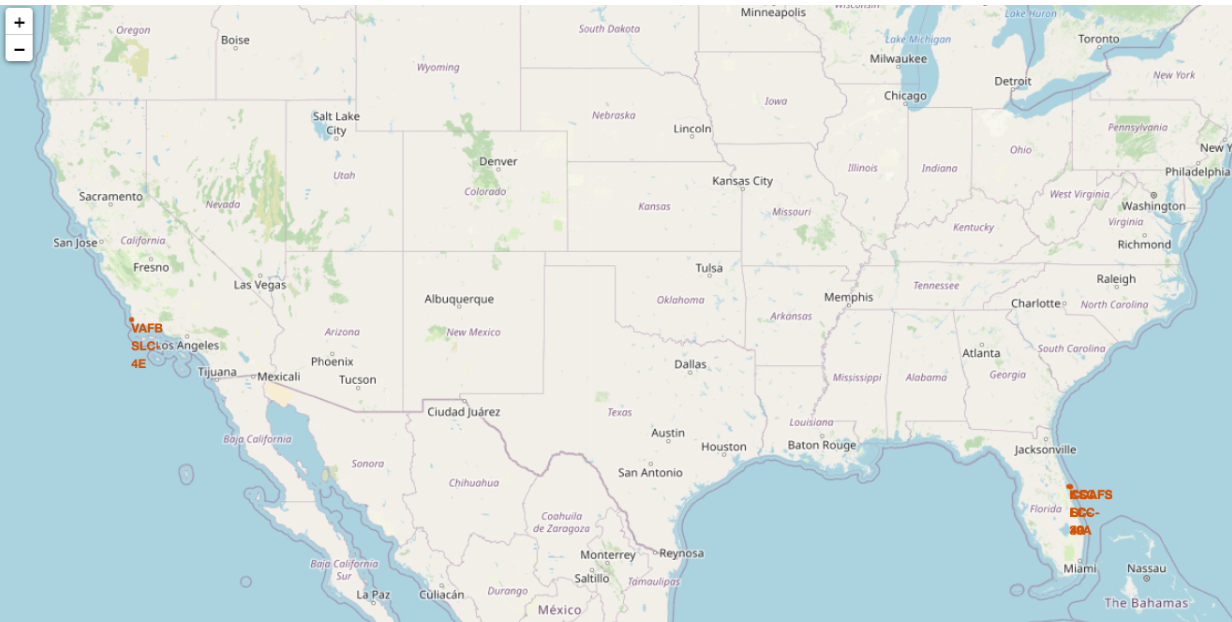 +
−
Minneapolis
Wisconsin
Lake Huron
Oregon
South Dakota
Boise
Toronto
Lake Michigan
Milwaukee
Wyoming
New York
Detroit
Chicago
Iowa
Salt Lake
City
Nebraska
Lincoln
Pennsylvania
New Y
Ohio
Denver
Utah
Illinois
Indiana
Philadelphia
Kansas City
Colorado
Sacramento
Nevada
West Virginia
Kansas
Missouri
Washington
Virginia
Kentucky
San Jose
California
Richmond
Fresno
Tulsa
Raleigh
Las Vegas
Tennessee
Albuquerque
Oklahoma
Memphis
Charlotte
North Carolina
Arkansas
VAFB
SLC-
4E
Los Angeles
Arizona
New Mexico
Atlanta
South Carolina
Phoenix
Dallas
Tijuana
Mexicali
Tucson
Mississippi
Alabama
Georgia
Ciudad Juárez
Texas
Louisiana
Austin
Baja California
Houston
Baton Rouge
Jacksonville
Sonora
San Antonio
Chihuahua
Florida
Coahuila
de Zaragoza
Monterrey
Reynosa
Baja California
Sur
Saltillo
Tamaulipas
Miami
Nassau
La Paz
Culiacán
Durango
México
The Bahamas